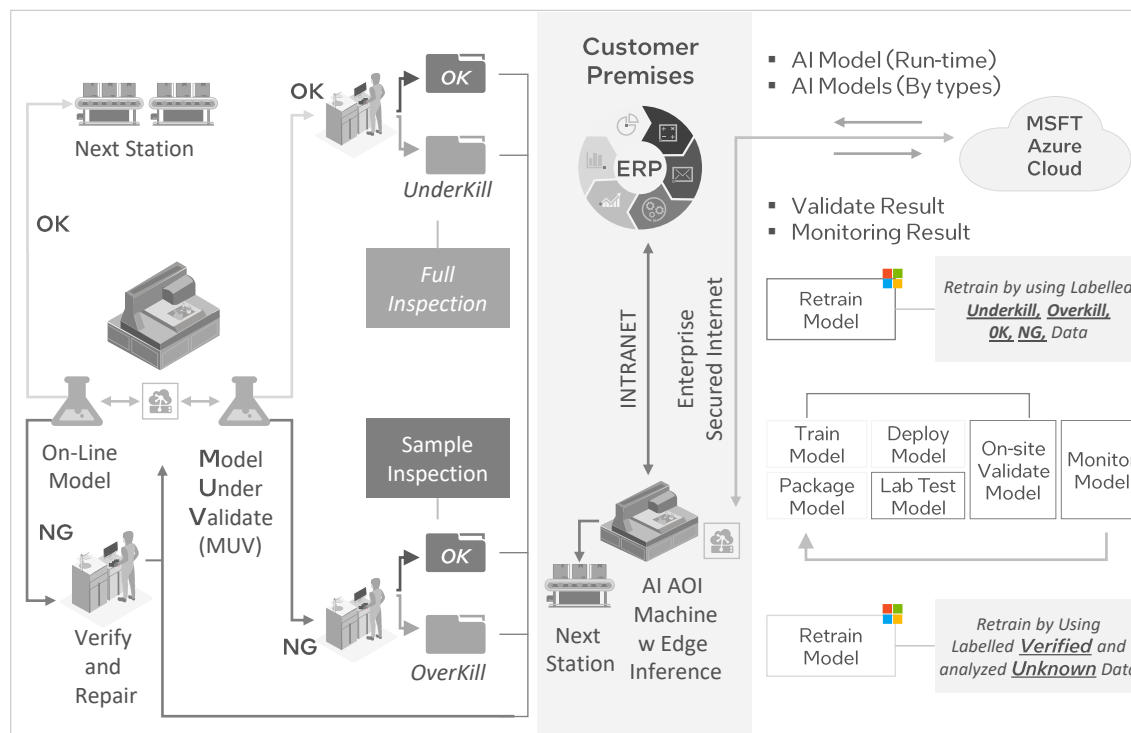 Next Station
OK
On-Line
Model
NG
Verify
and
Repair
Model
Under
Validate
(MUV)
OK
OK
UnderKill
Full
Inspection
Sample
Inspection
OK
NG
OverKill
Customer
Premises
ERP
INTRANET
Enterprise
Secured Internet
Next
Station
AI AOI
Machine
w Edge
Inference
AI Model (Run-time)
AI Models (By types)
MSFT
Azure
Cloud
Validate Result
Monitoring Result
Retrain
Model
Retrain by using Labelled
Underkill, Overkill,
0K, NG, Data
Train
Model
Deploy
Model
On-site
Validate
Model
Monitor
Model
Package
Model
Lab Test
Model
Retrain
Model
Retrain by Using
Labelled Verified and
analyzed Unknown Data